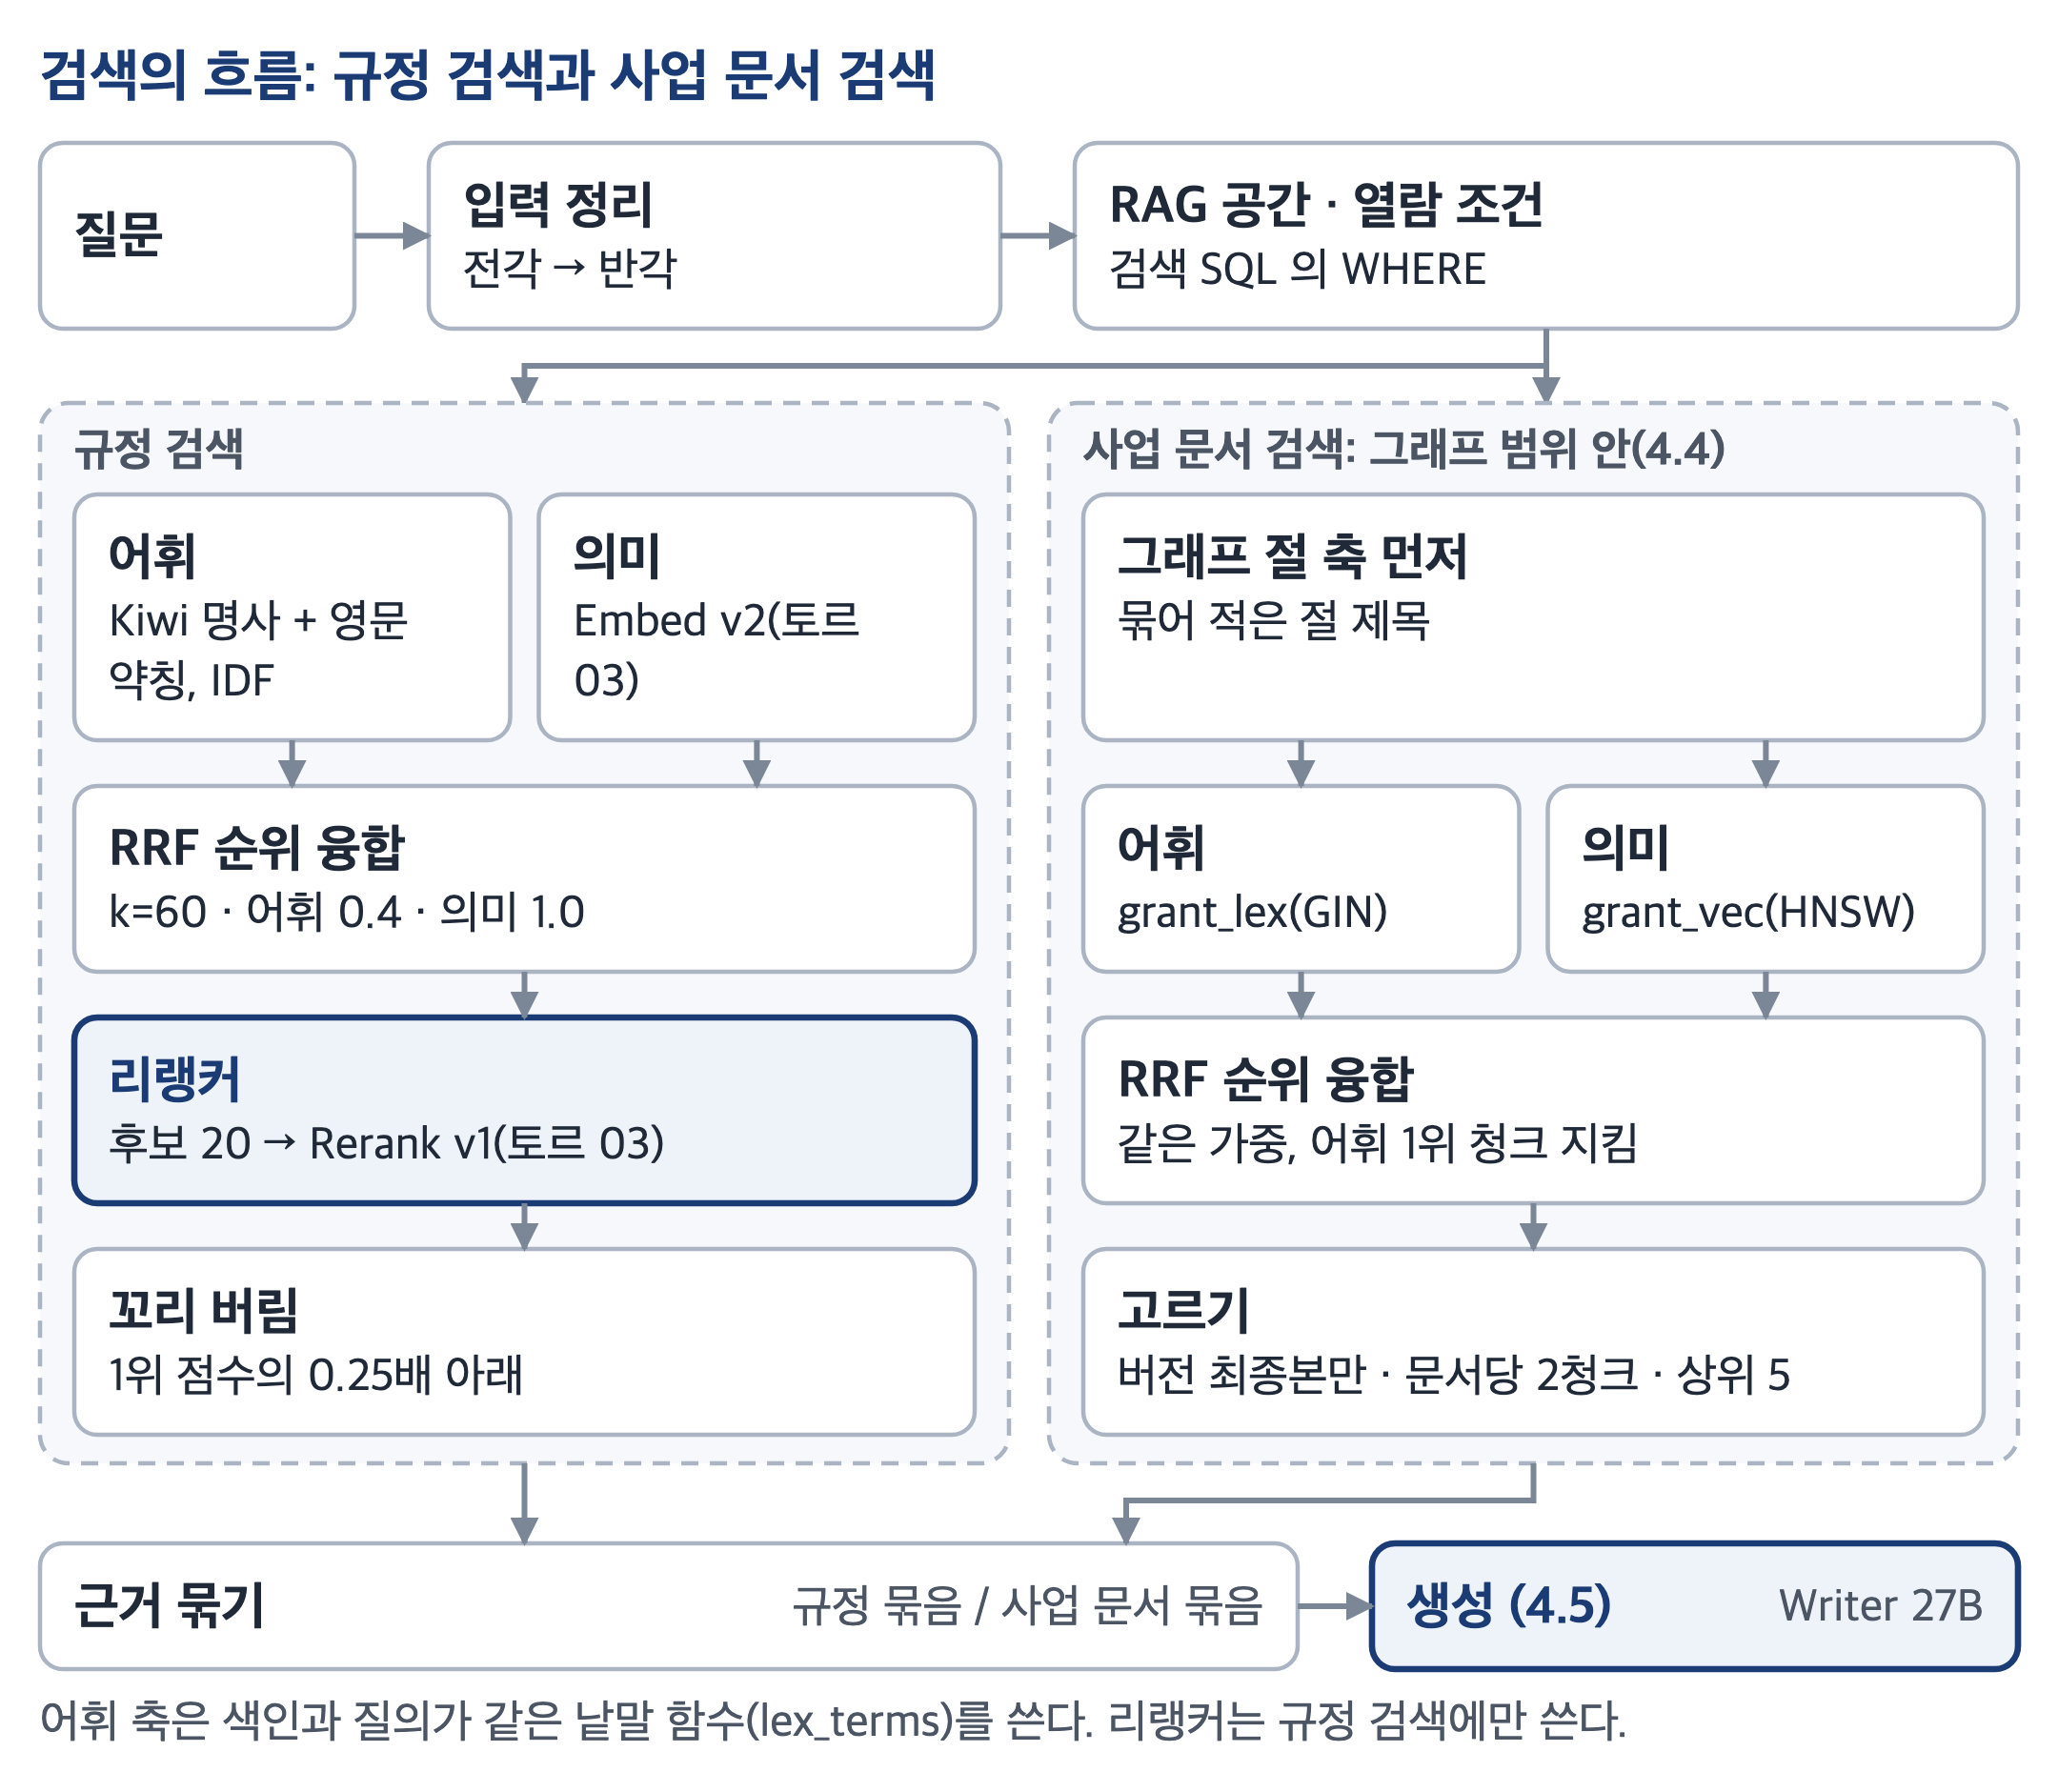 검색의 흐름: 규정 검색과 사업 문서 검색
질문
입력 정리
전각 → 반각
RAG 공간 · 열람 조건
검색 SQL 의 WHERE
규정 검색
어휘
Kiwi 명사 + 영문
약칭, IDF
의미
Embed v2(토르
03)
RRF 순위 융합
k=60 · 어휘 0.4 · 의미 1.0
리랭커
후보 20 → Rerank v1(토르 03)
꼬리 버림
1위 점수의 0.25배 아래
사업 문서 검색: 그래프 범위 안(4.4)
그래프 절 축 먼저
묶어 적은 절 제목
어휘
grant_lex(GIN)
의미
grant_vec(HNSW)
RRF 순위 융합
같은 가중, 어휘 1위 청크 지킴
고르기
버전 최종본만 · 문서당 2청크 · 상위 5
근거 묶기
규정 묶음 / 사업 문서 묶음
생성 (4.5)
Writer 27B
어휘 축은 색인과 질의가 같은 낱말 함수(lex_terms)를 쓴다. 리랭커는 규정 검색에만 쓴다.